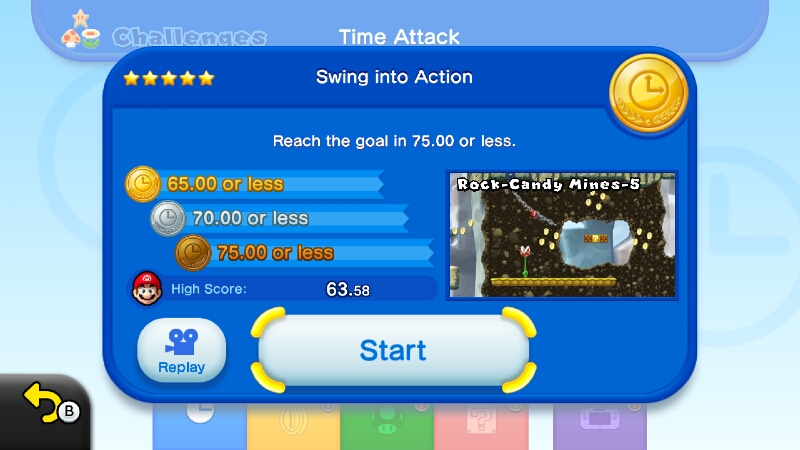 Challenges
Time Attack
Swing into Action
Reach the goal in 75.00 or less.
65.00 or less
70.00 or less
75.00 or less
High Score: 63.58
Rock-Candy Mines-5
Replay
Start
B